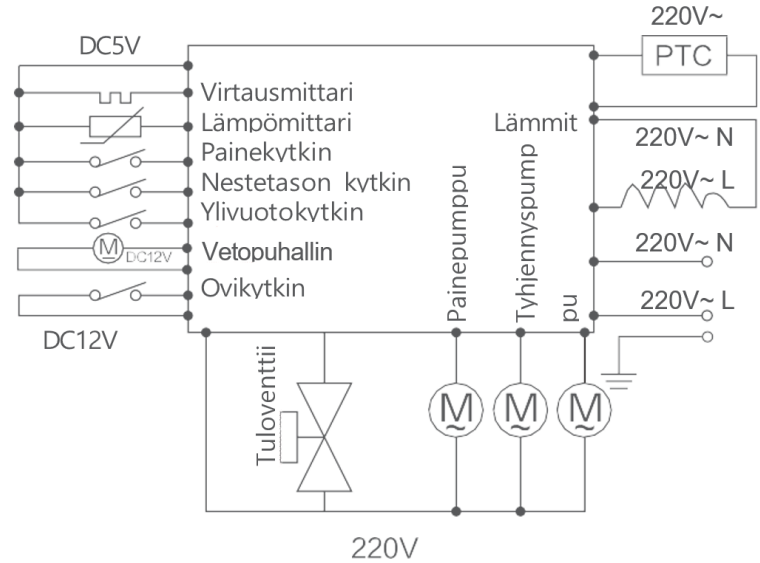 DC5V
Virtausmittari
Lämpömittari
Painekytkin
Nestetason kytkin
Ylivuotokytkin
M
DC12V
Vetopuhallin
Ovikytkin
DC12V
220V~
PTC
Lämmit
220V~ N
220V~ L
220V~ N
220V~ L
Painepumppu
Tyhjennyspump
pu
Tuloventtii
M
~
M
~
M
~
220V